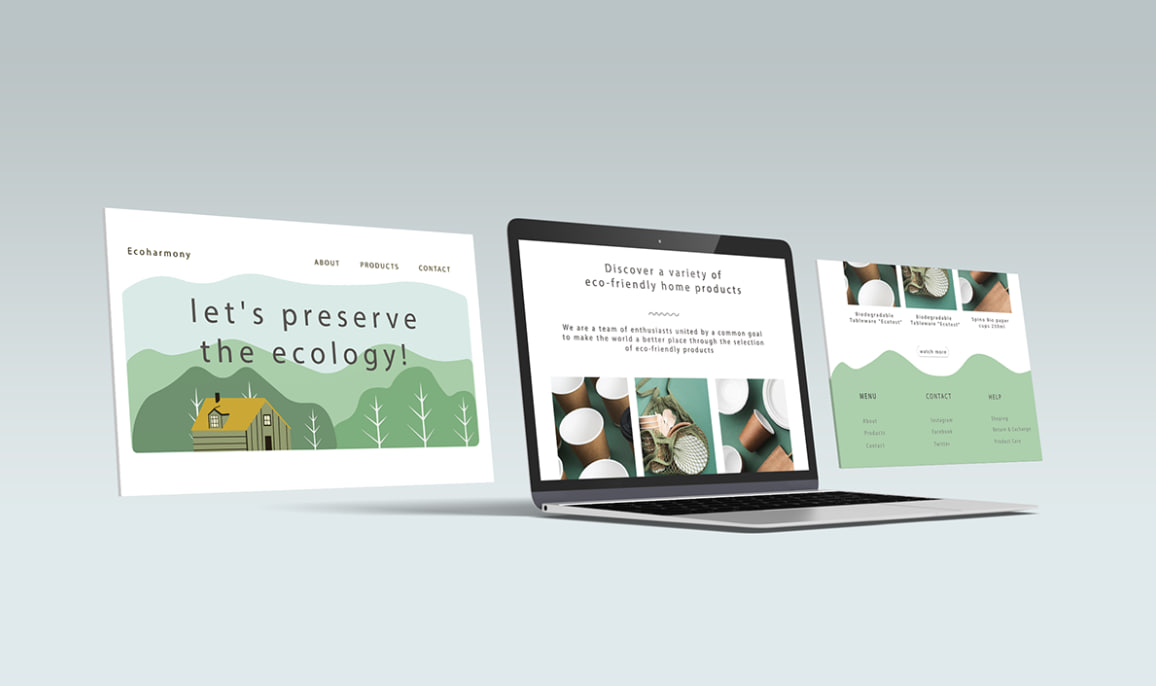 Ecoharmony
ABOUT PRODUCTS CONTACT
let's preserve
the ecology!
Discover a variety of
eco-friendly home products
We are a team of enthusiasts united by a common goal
to make the world a better place through the selection
of eco-friendly products
Biodegradable
Tableware "Ecotest"
Biodegradable
Tableware "Ecotest"
Spina Bio paper
cups 250ml
watch more
MENU
About
Products
Contact
CONTACT
Instagram
Facebook
Twitter
HELP
Return & Exchange
Product Care